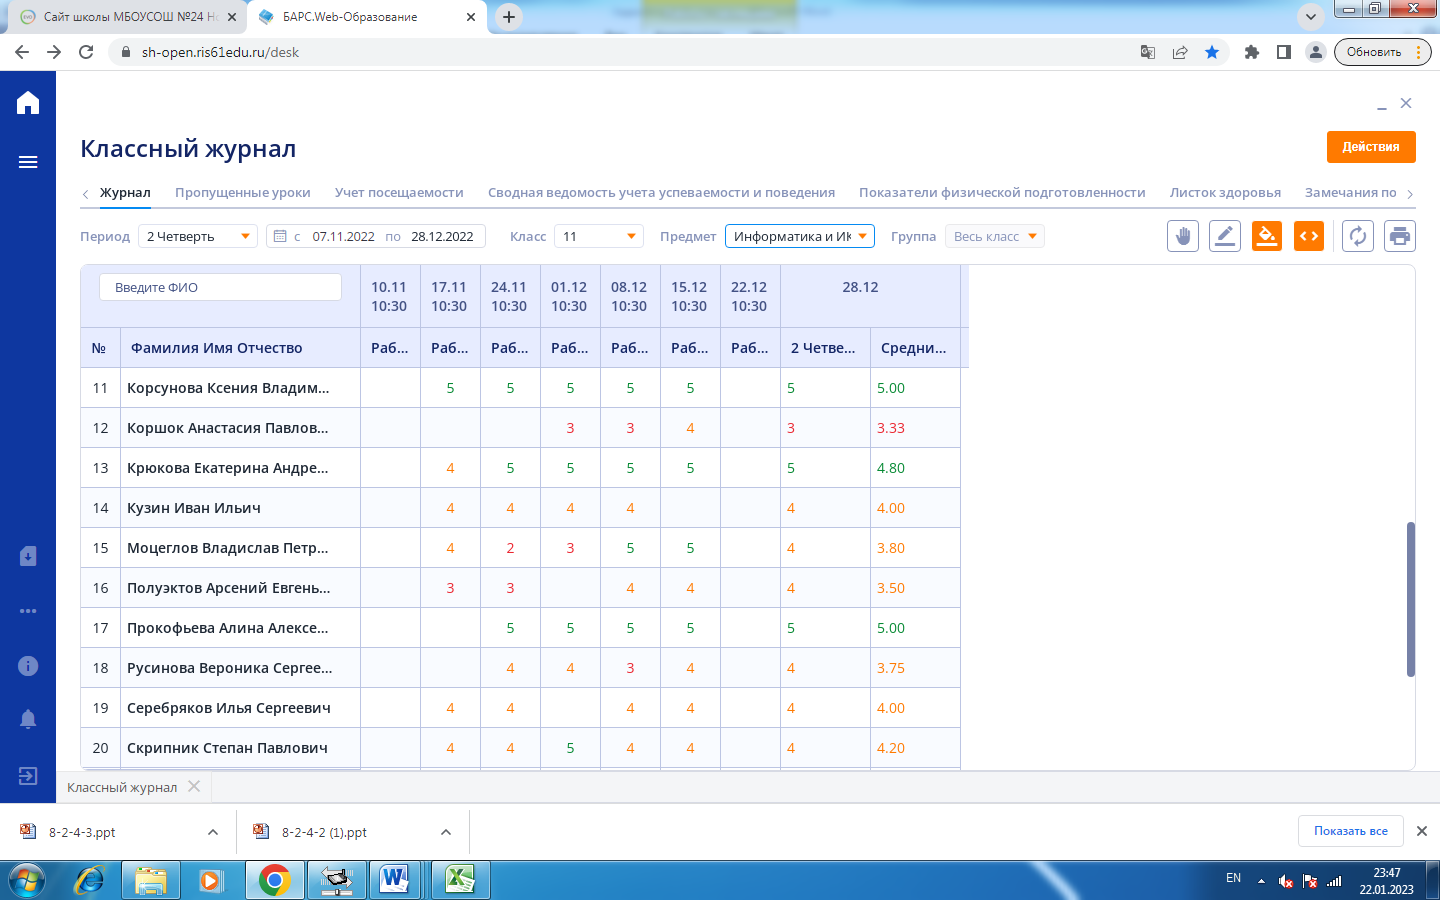 Сайт школы МБОУСОШ №24 Но
БАРС.Web-Образование
sh-open.ris61edu.ru/desk
Обновить
Классный журнал
Действия
Журнал Пропущенные уроки Учет посещаемости Сводная ведомость учета успеваемости и поведения Показатели физической подготовленности Листок здоровья Замечания по
Период 2 Четверть с 07.11.2022 по 28.12.2022 Класс 11 Предмет Информатика и ИК Группа Весь класс
Введите ФИО 10.11 17.11 24.11 01.12 08.12 15.12 22.12 28.12
10:30 10:30 10:30 10:30 10:30 10:30 10:30
№ Фамилия Имя Отчество Раб... Раб... Раб... Раб... Раб... Раб... Раб... 2 Четве... Средни...
11 Корсунова Ксения Владим... 5 5 5 5 5 5 5.00
12 Коршок Анастасия Павлов... 3 3 4 3 3.33
13 Крюкова Екатерина Андре... 4 5 5 5 5 5 4.80
14 Кузин Иван Ильич 4 4 4 4 4 4.00
15 Моцеглов Владислав Петр... 4 2 3 5 5 4 3.80
16 Полуэктов Арсений Евгень... 3 3 4 4 4 3.50
17 Прокофьева Алина Алексе... 5 5 5 5 5 5.00
18 Русинова Вероника Сергее... 4 4 3 4 4 3.75
19 Серебряков Илья Сергеевич 4 4 4 4 4 4.00
20 Скрипник Степан Павлович 4 4 5 4 4 4 4.20
Классный журнал
8-2-4-3.ppt
8-2-4-2 (1).ppt
Показать все
EN
23:47
22.01.2023